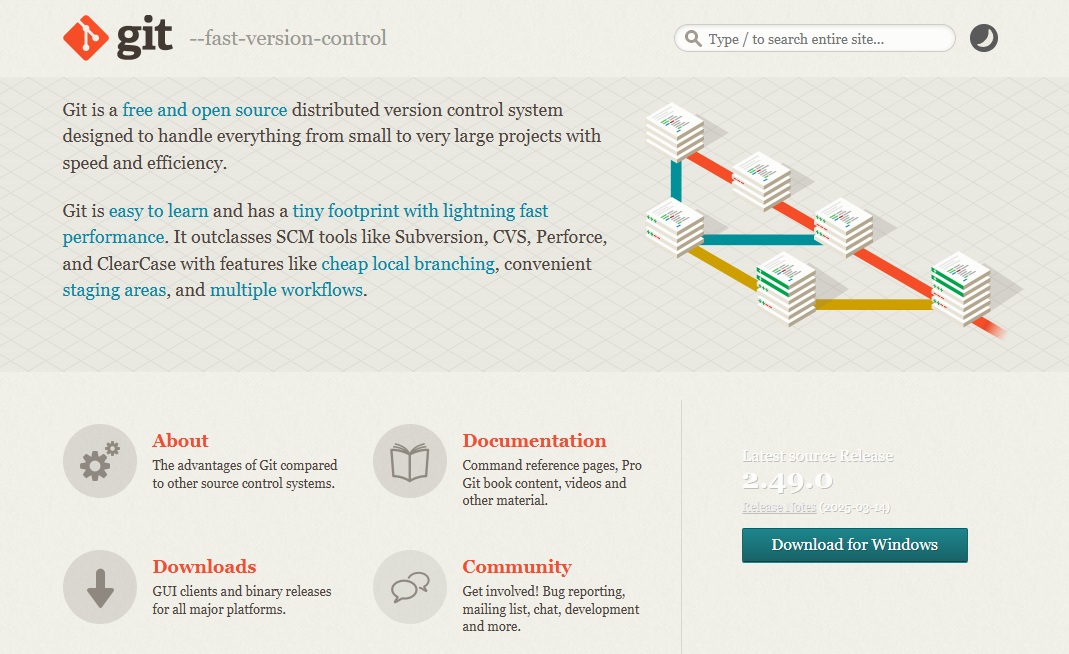 git --fast-version-control
Type / to search entire site...
Git is a free and open source distributed version control system
designed to handle everything from small to very large projects with
speed and efficiency.
Git is easy to learn and has a tiny footprint with lightning fast
performance. It outclasses SCM tools like Subversion, CVS, Perforce,
and ClearCase with features like cheap local branching, convenient
staging areas, and multiple workflows.
About
The advantages of Git compared
to other source control systems.
Documentation
Command reference pages, Pro
Git book content, videos and
other material.
Downloads
GUI clients and binary releases
for all major platforms.
Community
Get involved! Bug reporting,
mailing list, chat, development
and more.
Latest source Release
2.49.0
Release Notes (2025-03-14)
Download for Windows